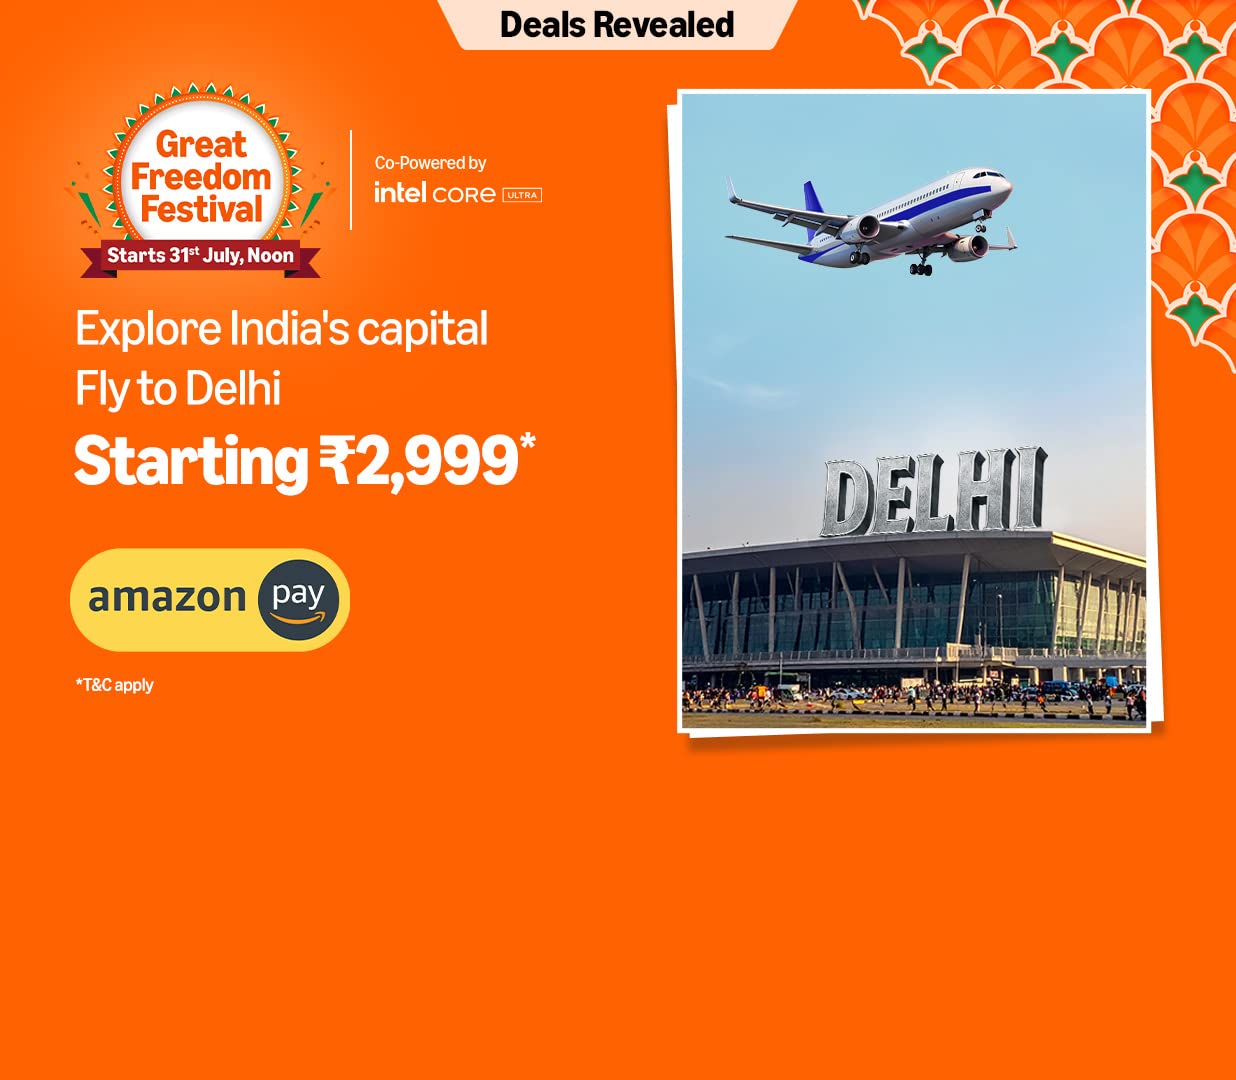 Deals Revealed
Great
Freedom
Festival
Starts 31st July, Noon
Co-Powered by
intel CORE ULTRA
Explore India's capital
Fly to Delhi
Starting ₹2,999*
amazon pay
*T&C apply
DELHI